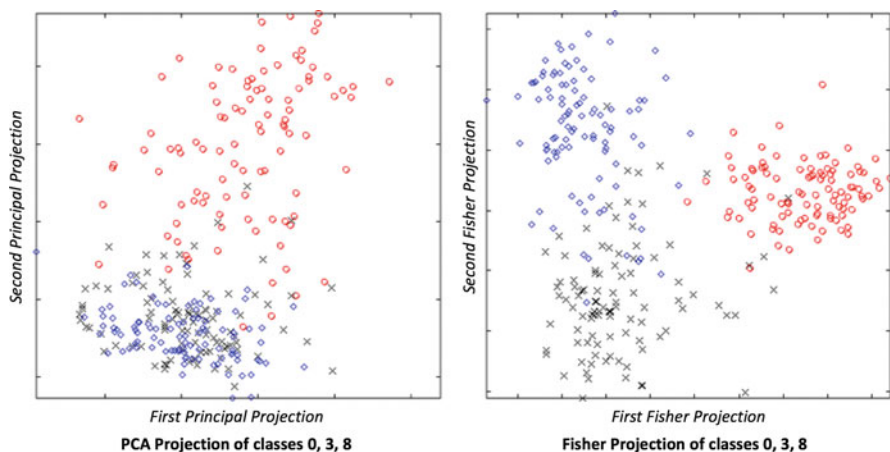 Second Principal Projection
First Principal Projection
PCA Projection of classes 0, 3, 8
Second Fisher Projection
First Fisher Projection
Fisher Projection of classes 0, 3, 8